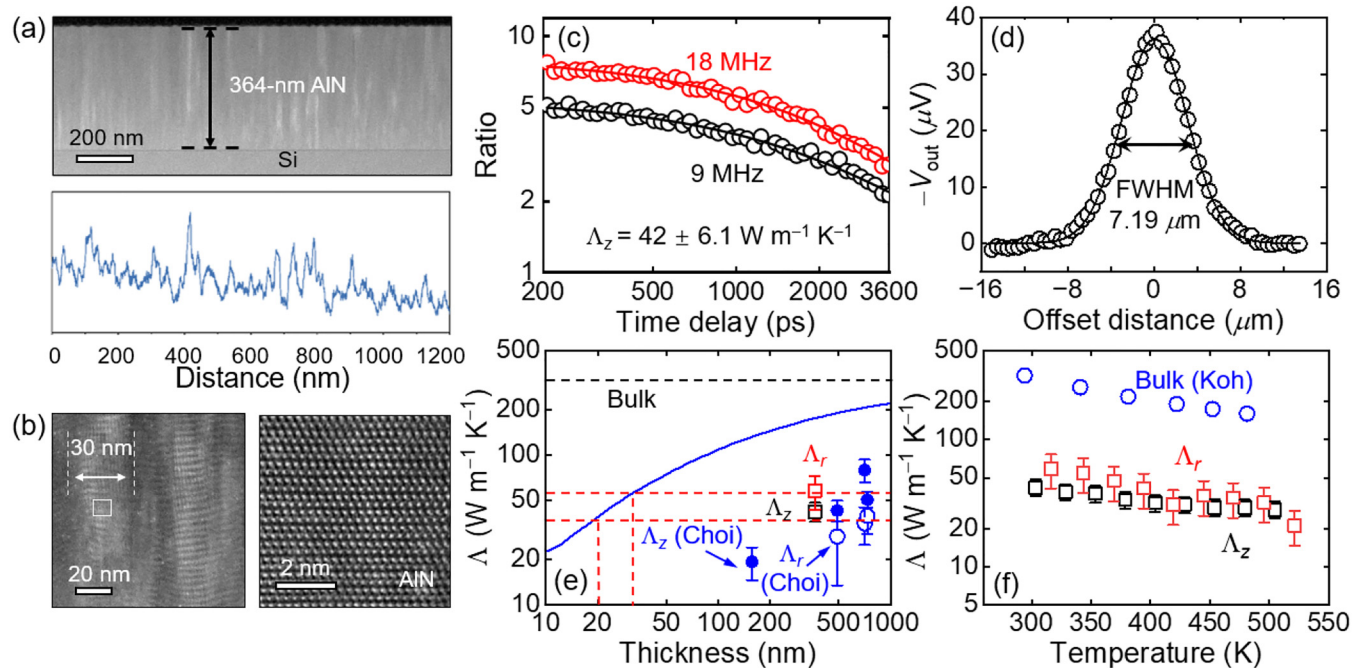 (a)
364-nm AlN
200 nm
Si
0 200 400 600 800 1000 1200
Distance (nm)
(b)
30 nm
20 nm
2 nm
AlN
(c)
10
5
2
1
Ratio
18 MHz
9 MHz
Λz = 42 ± 6.1 W m⁻¹ K⁻¹
200 500 1000 2000 3600
Time delay (ps)
(d)
40
30
20
10
0
−Vout (μV)
FWHM
7.19 μm
−16 −8 0 8 16
Offset distance (μm)
500
200
100
50
20
10
Λ (W m⁻¹ K⁻¹)
Bulk
Λr
Λz
Λz (Choi)
Λr
(Choi)
(e)
10 20 50 100 200 500 1000
Thickness (nm)
500
200
100
50
20
10
5
Λ (W m⁻¹ K⁻¹)
Bulk (Koh)
Λr
Λz
(f)
300 350 400 450 500 550
Temperature (K)